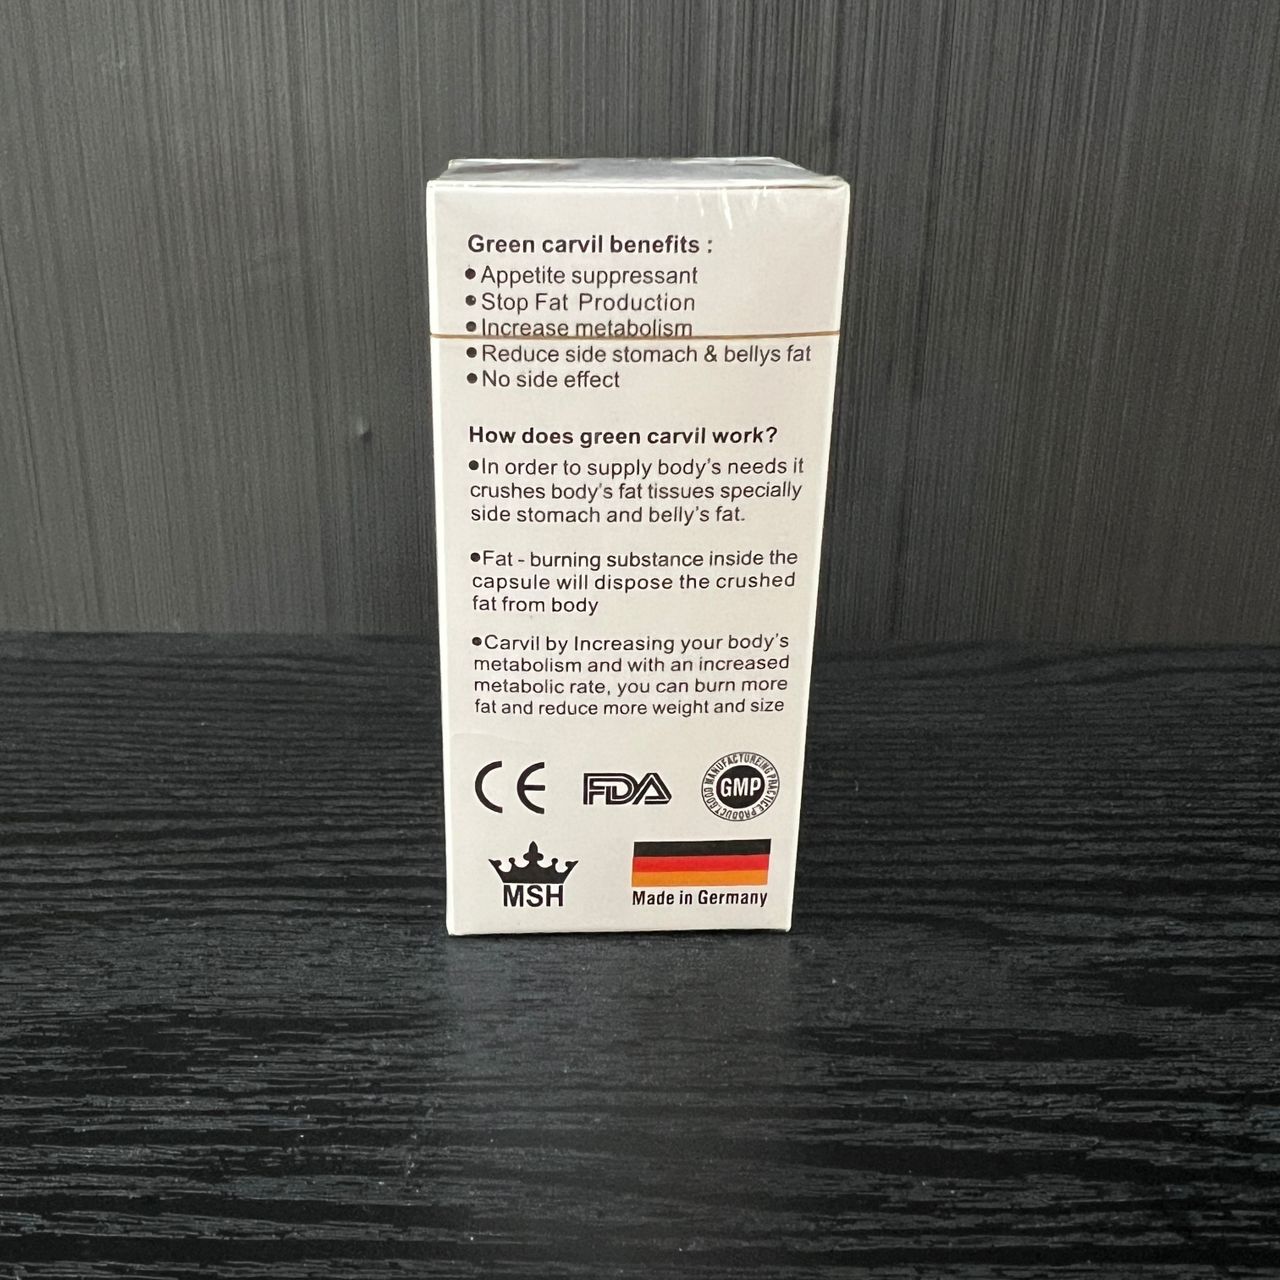 Green carvil benefits :
●Appetite suppressant
●Stop Fat Production
●Increase metabolism
●Reduce side stomach & bellys fat
●No side effect
How does green carvil work?
●In order to supply body's needs it
crushes body's fat tissues specially
side stomach and belly's fat.
●Fat - burning substance inside the
capsule will dispose the crushed
fat from body
●Carvil by Increasing your body's
metabolism and with an increased
metabolic rate, you can burn more
fat and reduce more weight and size
CE FDA GMP
GOOD MANUFACTUREING PRACTICE PRODUCT
MSH
Made in Germany